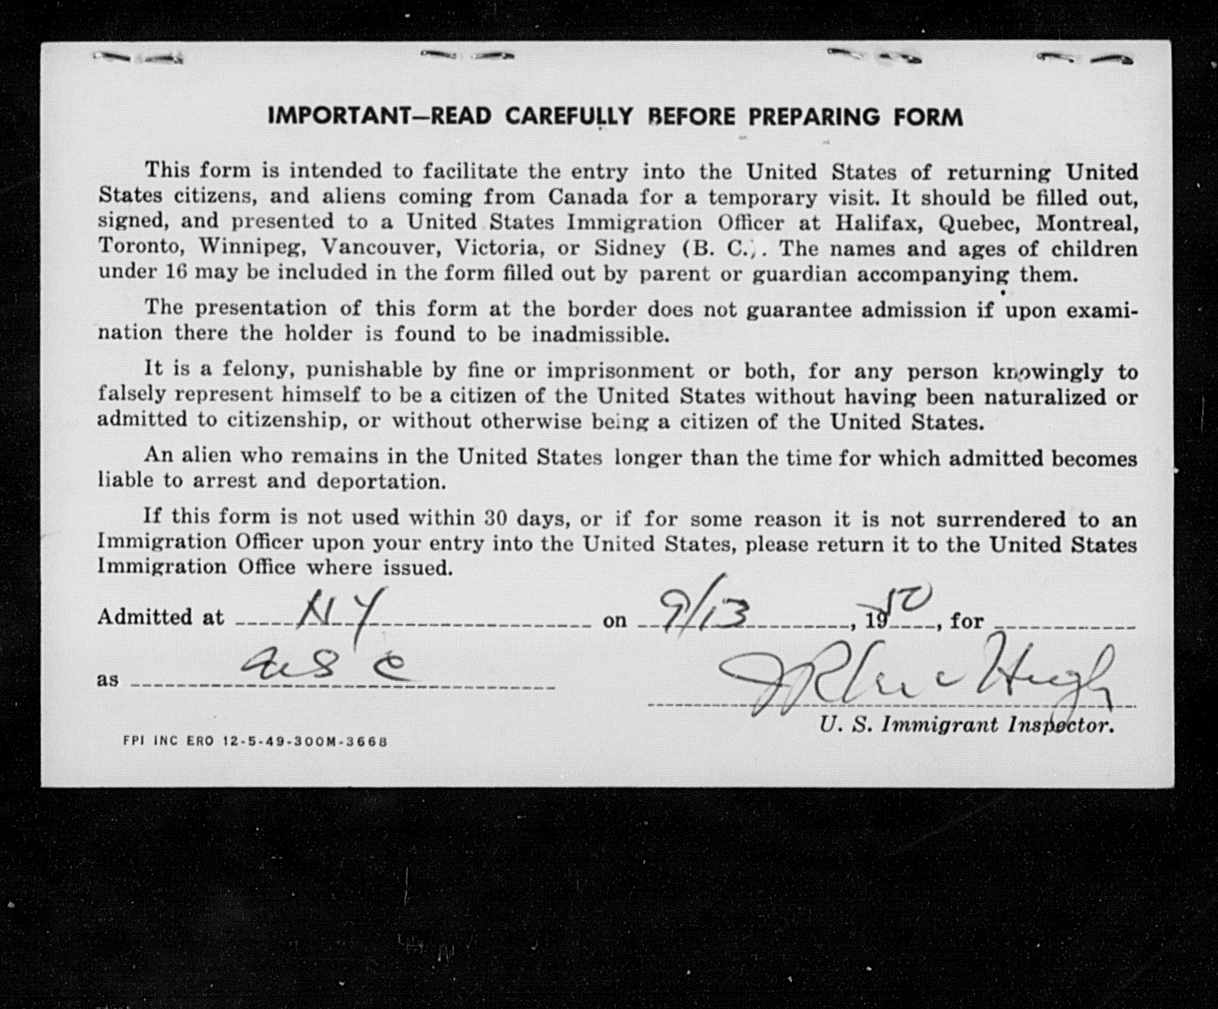 IMPORTANT—READ CAREFULLY BEFORE PREPARING FORM
This form is intended to facilitate the entry into the United States of returning United
States citizens, and aliens coming from Canada for a temporary visit. It should be filled out,
signed, and presented to a United States Immigration Officer at Halifax, Quebec, Montreal,
Toronto, Winnipeg, Vancouver, Victoria, or Sidney (B. C.). The names and ages of children
under 16 may be included in the form filled out by parent or guardian accompanying them.
The presentation of this form at the border does not guarantee admission if upon exami-
nation there the holder is found to be inadmissible.
It is a felony, punishable by fine or imprisonment or both, for any person knowingly to
falsely represent himself to be a citizen of the United States without having been naturalized or
admitted to citizenship, or without otherwise being a citizen of the United States.
An alien who remains in the United States longer than the time for which admitted becomes
liable to arrest and deportation.
If this form is not used within 30 days, or if for some reason it is not surrendered to an
Immigration Officer upon your entry into the United States, please return it to the United States
Immigration Office where issued.
Admitted at NY on 9/13, 1950, for
as US C
U. S. Immigrant Inspector.
FPI INC ERO 12-5-49-300M-3668